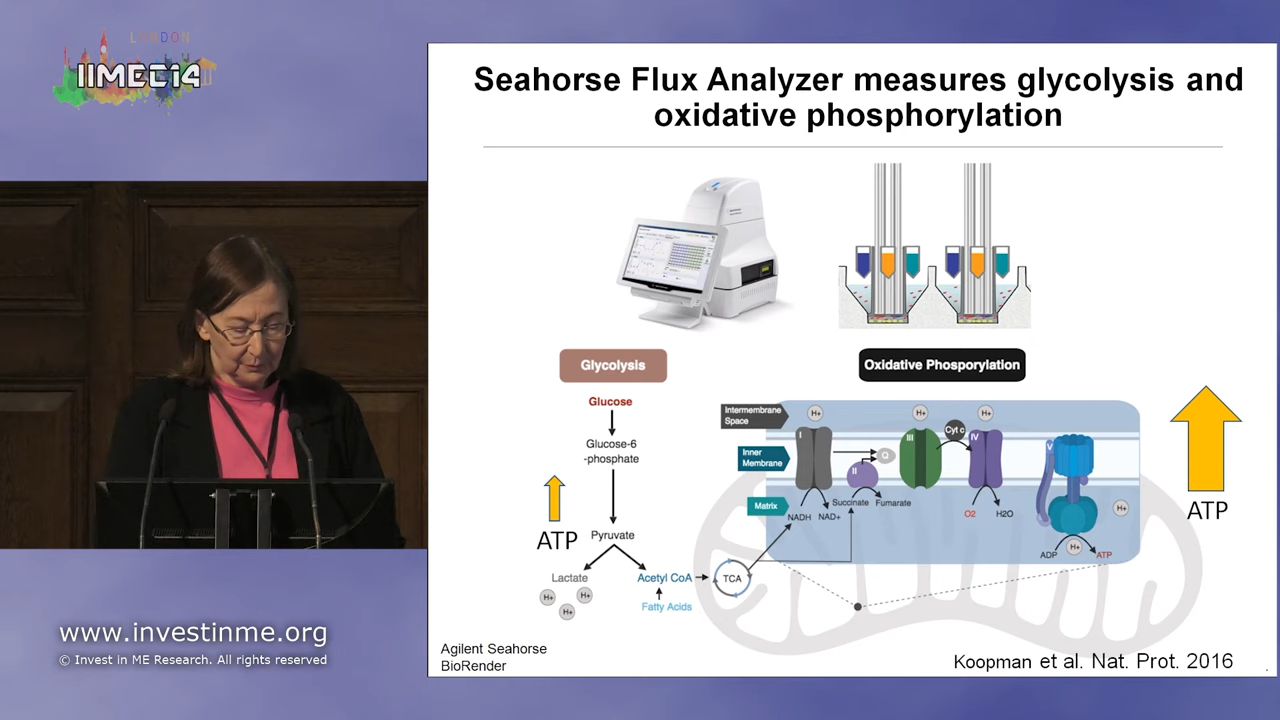 LONDON
IIMEC14
Seahorse Flux Analyzer measures glycolysis and
oxidative phosphorylation
Glycolysis
Glucose
Glucose-6
-phosphate
ATP
Pyruvate
Lactate
H+
H+
H+
Acetyl CoA
Fatty Acids
TCA
Oxidative Phosporylation
Intermembrane
Space
Inner
Membrane
Matrix
H+
H+
H+
I
II
III
IV
V
Q
Cyt c
NADH
NAD+
Succinate
Fumarate
O2
H2O
H+
ADP
H+
ATP
ATP
Agilent Seahorse
BioRender
Koopman et al. Nat. Prot. 2016
www.investinme.org
© Invest in ME Research. All rights reserved